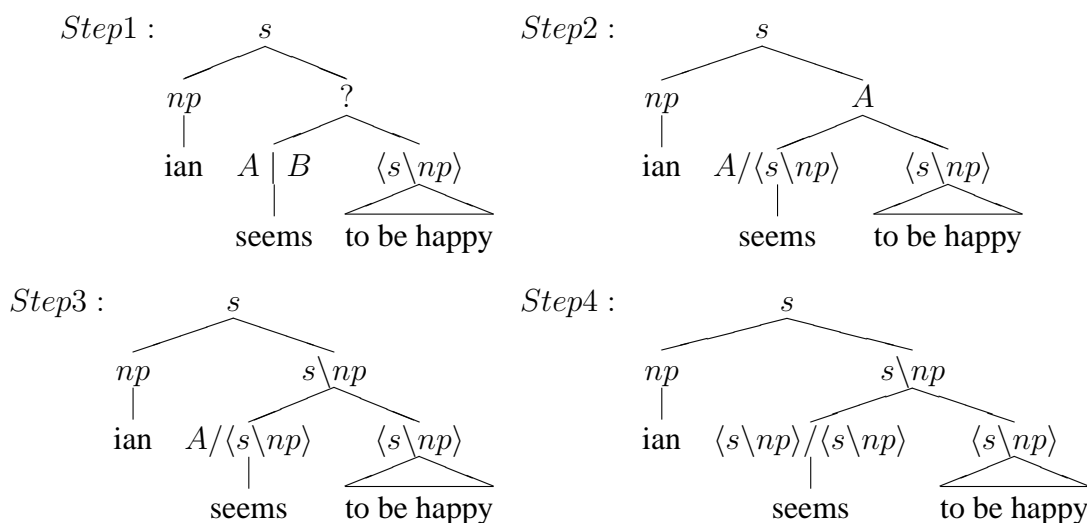 Step1 : s
np ?
ian A | B ⟨s\np⟩
seems to be happy
Step2 : s
np A
ian A/⟨s\np⟩ ⟨s\np⟩
seems to be happy
Step3 : s
np s\np
ian A/⟨s\np⟩ ⟨s\np⟩
seems to be happy
Step4 : s
np s\np
ian ⟨s\np⟩/⟨s\np⟩ ⟨s\np⟩
seems to be happy